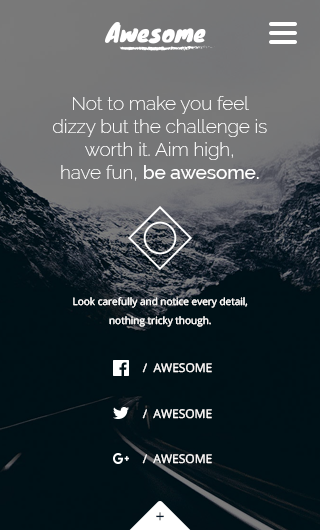 Awesome
Not to make you feel
dizzy but the challenge is
worth it. Aim high,
have fun, be awesome.
Look carefully and notice every detail,
nothing tricky though.
/ AWESOME
/ AWESOME
G+ / AWESOME
+